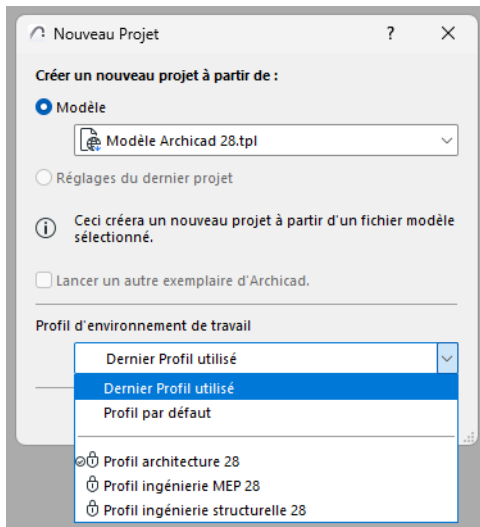 Nouveau Projet
Créer un nouveau projet à partir de :
Modèle
Modèle Archicad 28.tpl
Réglages du dernier projet
Ceci créera un nouveau projet à partir d'un fichier modèle
sélectionné.
Lancer un autre exemplaire d'Archicad.
Profil d'environnement de travail
Dernier Profil utilisé
Dernier Profil utilisé
Profil par défaut
Profil architecture 28
Profil ingénierie MEP 28
Profil ingénierie structurelle 28